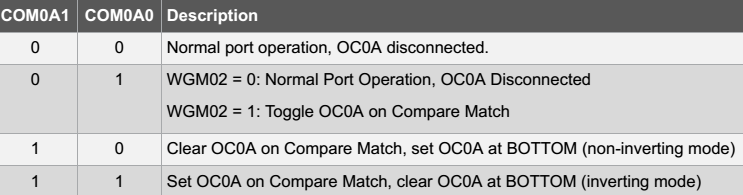 COM0A1 COM0A0 Description
0 0 Normal port operation, OC0A disconnected.
0 1 WGM02 = 0: Normal Port Operation, OC0A Disconnected
WGM02 = 1: Toggle OC0A on Compare Match
1 0 Clear OC0A on Compare Match, set OC0A at BOTTOM (non-inverting mode)
1 1 Set OC0A on Compare Match, clear OC0A at BOTTOM (inverting mode)